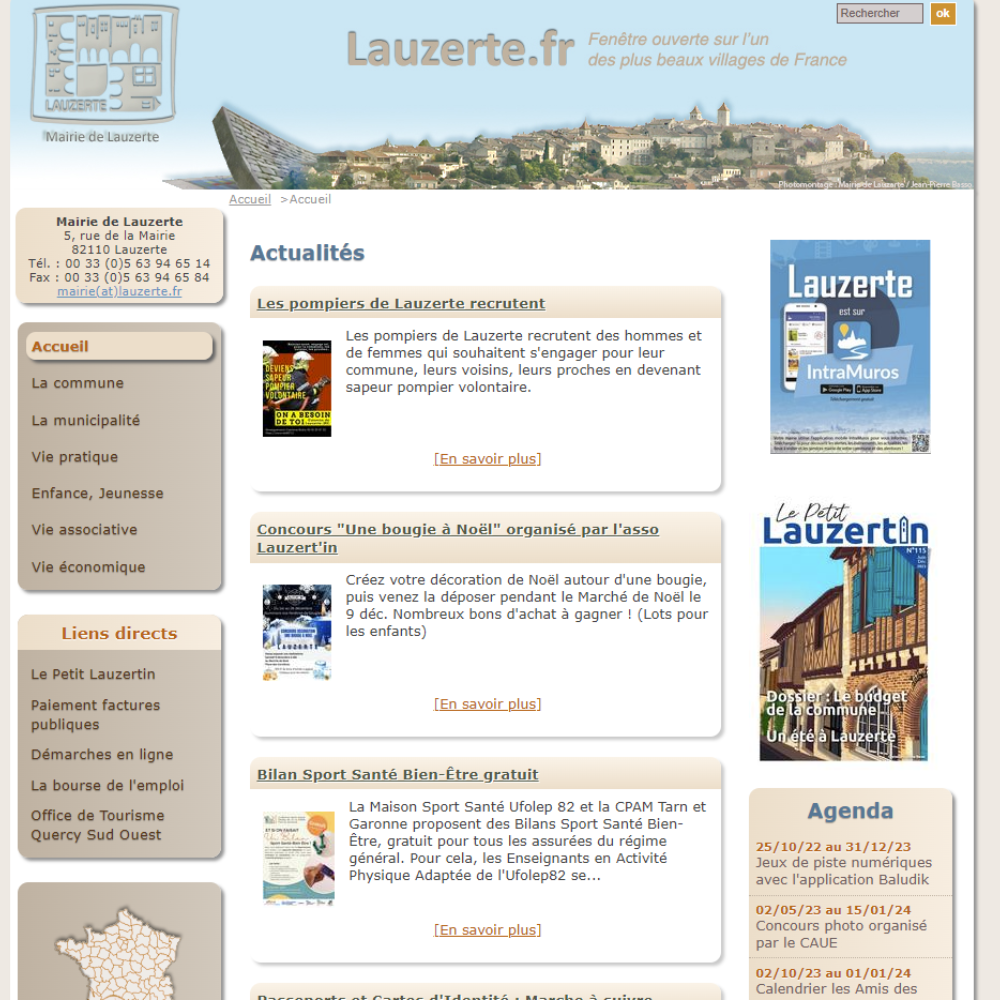 LAUZERTE
Mairie de Lauzerte
Lauzerte.fr
Fenêtre ouverte sur l'un
des plus beaux villages de France
Rechercher
ok
Photomontage : Mairie de Lauzerte / Jean-Pierre Basso
Accueil >Accueil
Mairie de Lauzerte
5, rue de la Mairie
82110 Lauzerte
Tél. : 00 33 (0)5 63 94 65 14
Fax : 00 33 (0)5 63 94 65 84
mairie(at)lauzerte.fr
Accueil
La commune
La municipalité
Vie pratique
Enfance, Jeunesse
Vie associative
Vie économique
Liens directs
Le Petit Lauzertin
Paiement factures
publiques
Démarches en ligne
La bourse de l'emploi
Office de Tourisme
Quercy Sud Ouest
Actualités
Les pompiers de Lauzerte recrutent
DEVIENS
SAPEUR
POMPIER
VOLONTAIRE
ON A BESOIN
DE TOI
Les pompiers de Lauzerte recrutent des hommes et
de femmes qui souhaitent s'engager pour leur
commune, leurs voisins, leurs proches en devenant
sapeur pompier volontaire.
[En savoir plus]
Concours "Une bougie à Noël" organisé par l'asso
Lauzert'in
LAUZERTE
Créez votre décoration de Noël autour d'une bougie,
puis venez la déposer pendant le Marché de Noël le
9 déc. Nombreux bons d'achat à gagner ! (Lots pour
les enfants)
[En savoir plus]
Bilan Sport Santé Bien-Être gratuit
La Maison Sport Santé Ufolep 82 et la CPAM Tarn et
Garonne proposent des Bilans Sport Santé Bien-
Être, gratuit pour tous les assurées du régime
général. Pour cela, les Enseignants en Activité
Physique Adaptée de l'Ufolep82 se...
[En savoir plus]
Passeports et Cartes d'Identité : Marche à suivre
Lauzerte
est sur
IntraMuros
Google Play
App Store
Téléchargement gratuit
Le Petit
Lauzertin
N°115
Dossier : Le budget
de la commune
Un été à Lauzerte
Agenda
25/10/22 au 31/12/23
Jeux de piste numériques
avec l'application Baludik
02/05/23 au 15/01/24
Concours photo organisé
par le CAUE
02/10/23 au 01/01/24
Calendrier les Amis des